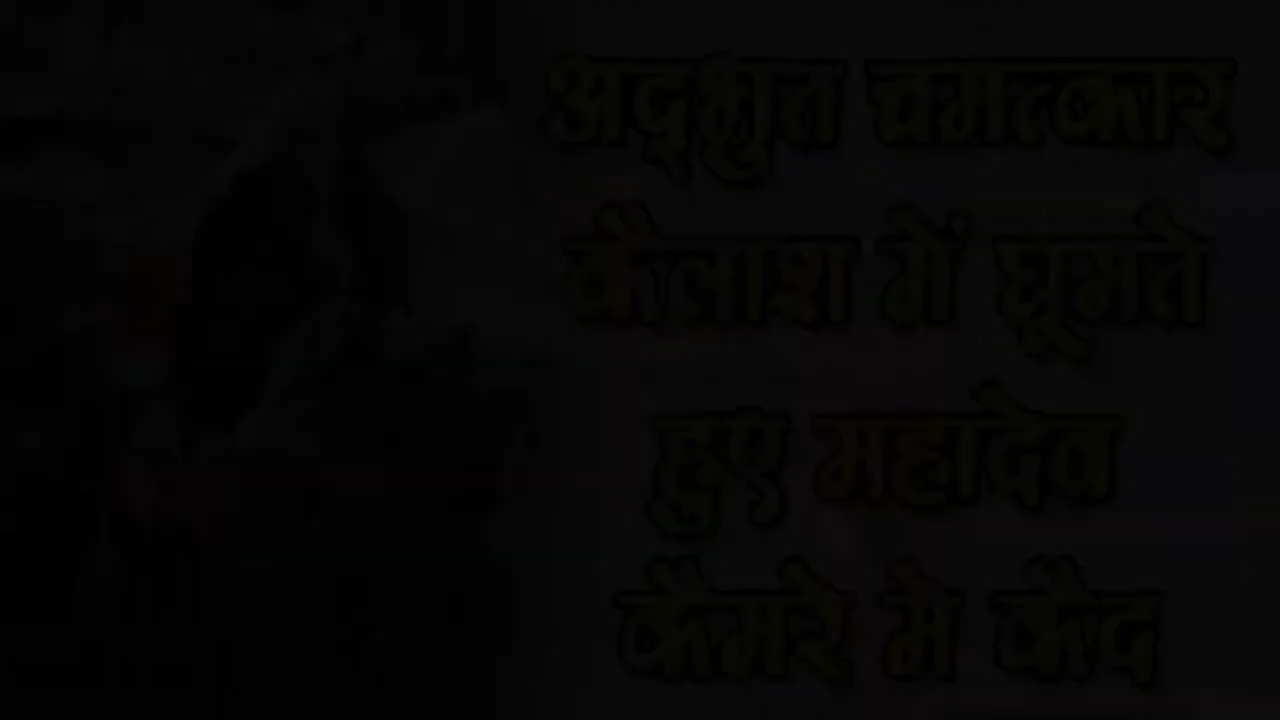 अद्भुत चमत्कार
कैलाश में घूमते
हुए महादेव
कैमरे मे कैद